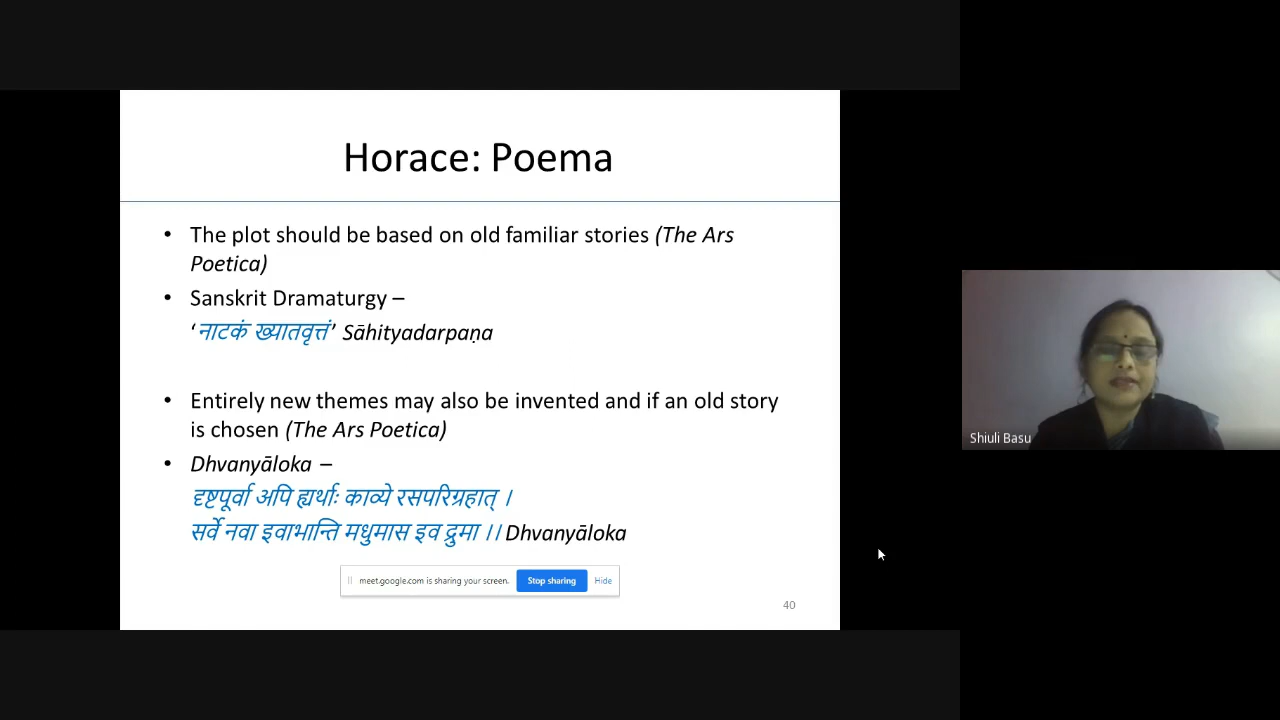 Horace: Poema
• The plot should be based on old familiar stories (The Ars
Poetica)
• Sanskrit Dramaturgy –
‘नाटकं ख्यातवृत्तं’ Sāhityadarpaṇa
• Entirely new themes may also be invented and if an old story
is chosen (The Ars Poetica)
• Dhvanyāloka –
दृष्टपूर्वा अपि ह्यर्थाः काव्ये रसपरिग्रहात् ।
सर्वे नवा इवाभान्ति मधुमास इव द्रुमा ।। Dhvanyāloka
meet.google.com is sharing your screen. Stop sharing Hide
40
Shiuli Basu